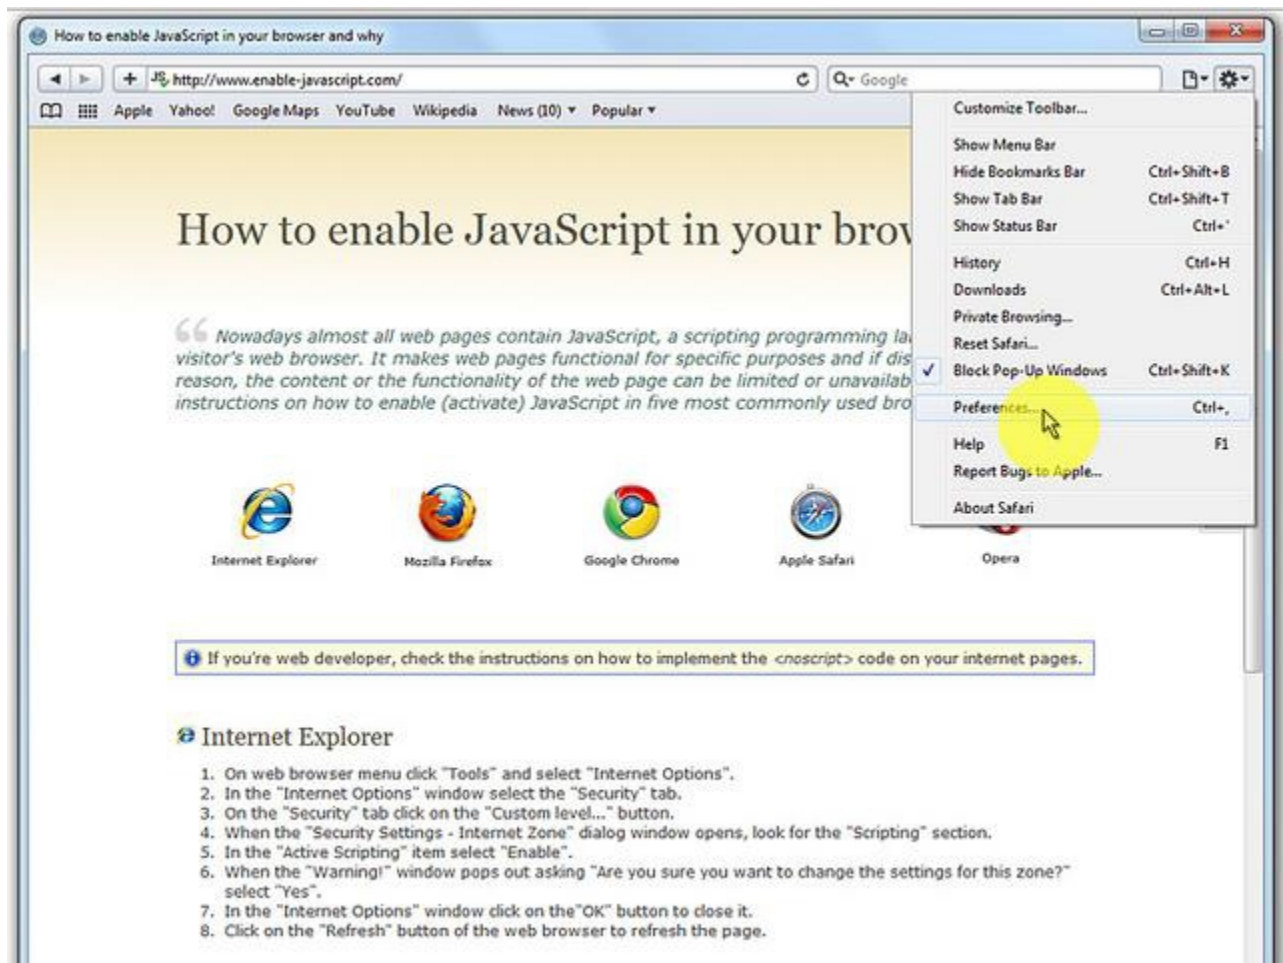 How to enable JavaScript in your browser and why
http://www.enable-javascript.com/
Google
Apple Yahoo! Google Maps YouTube Wikipedia News (10) ▾ Popular ▾
Customize Toolbar...
Show Menu Bar
Hide Bookmarks Bar Ctrl+Shift+B
Show Tab Bar Ctrl+Shift+T
Show Status Bar Ctrl+'
History Ctrl+H
Downloads Ctrl+Alt+L
Private Browsing...
Reset Safari...
✓ Block Pop-Up Windows Ctrl+Shift+K
Preferences... Ctrl+,
Help F1
Report Bugs to Apple...
About Safari
How to enable JavaScript in your brow
Nowadays almost all web pages contain JavaScript, a scripting programming la
visitor's web browser. It makes web pages functional for specific purposes and if dis
reason, the content or the functionality of the web page can be limited or unavailab
instructions on how to enable (activate) JavaScript in five most commonly used bro
Internet Explorer Mozilla Firefox Google Chrome Apple Safari Opera
If you're web developer, check the instructions on how to implement the <noscript> code on your internet pages.
Internet Explorer
1. On web browser menu click "Tools" and select "Internet Options".
2. In the "Internet Options" window select the "Security" tab.
3. On the "Security" tab click on the "Custom level..." button.
4. When the "Security Settings - Internet Zone" dialog window opens, look for the "Scripting" section.
5. In the "Active Scripting" item select "Enable".
6. When the "Warning!" window pops out asking "Are you sure you want to change the settings for this zone?"
select "Yes".
7. In the "Internet Options" window click on the"OK" button to close it.
8. Click on the "Refresh" button of the web browser to refresh the page.